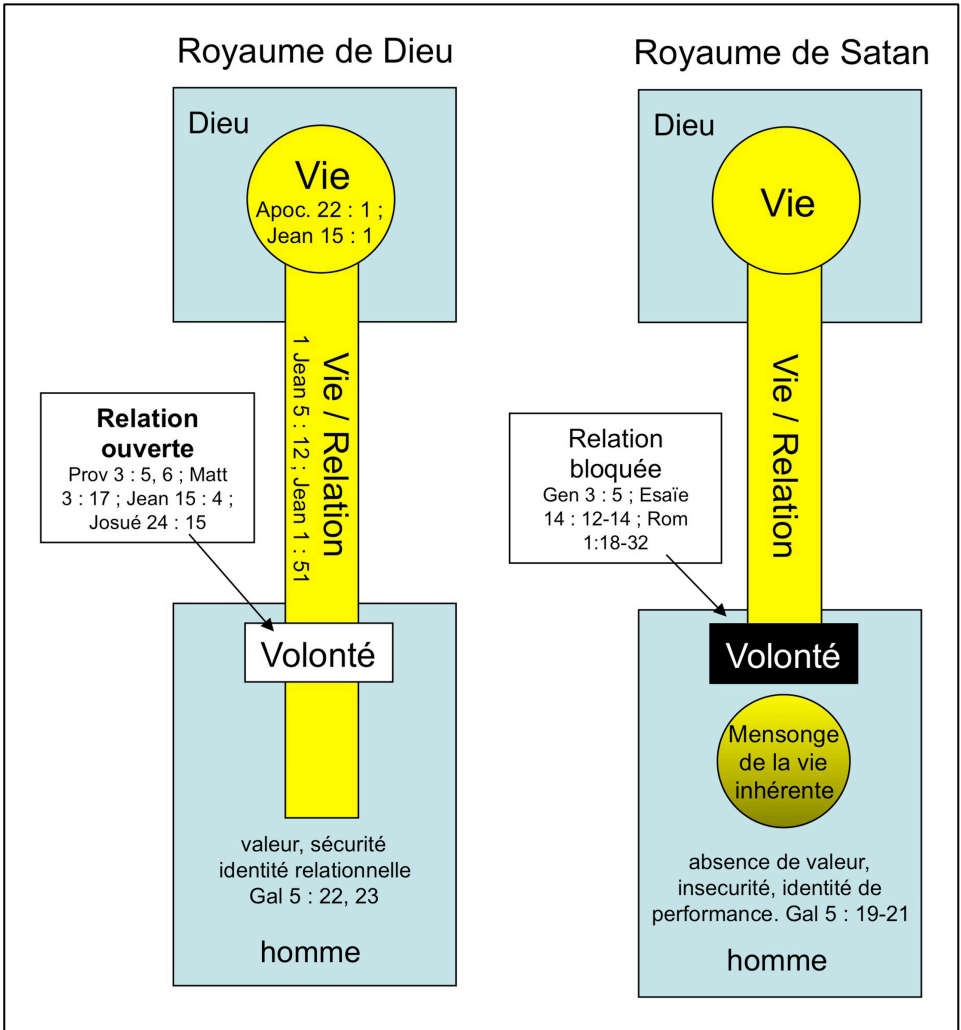 Royaume de Dieu
Dieu
Vie
Apoc. 22 : 1 ;
Jean 15 : 1
Vie / Relation
1 Jean 5 : 12 ; Jean 1 : 51
Relation
ouverte
Prov 3 : 5, 6 ; Matt
3 : 17 ; Jean 15 : 4 ;
Josué 24 : 15
Volonté
valeur, sécurité
identité relationnelle
Gal 5 : 22, 23
homme
Royaume de Satan
Dieu
Vie
Vie / Relation
Relation
bloquée
Gen 3 : 5 ; Esaïe
14 : 12-14 ; Rom
1:18-32
Volonté
Mensonge
de la vie
inhérente
absence de valeur,
insecurité, identité de
performance. Gal 5 : 19-21
homme